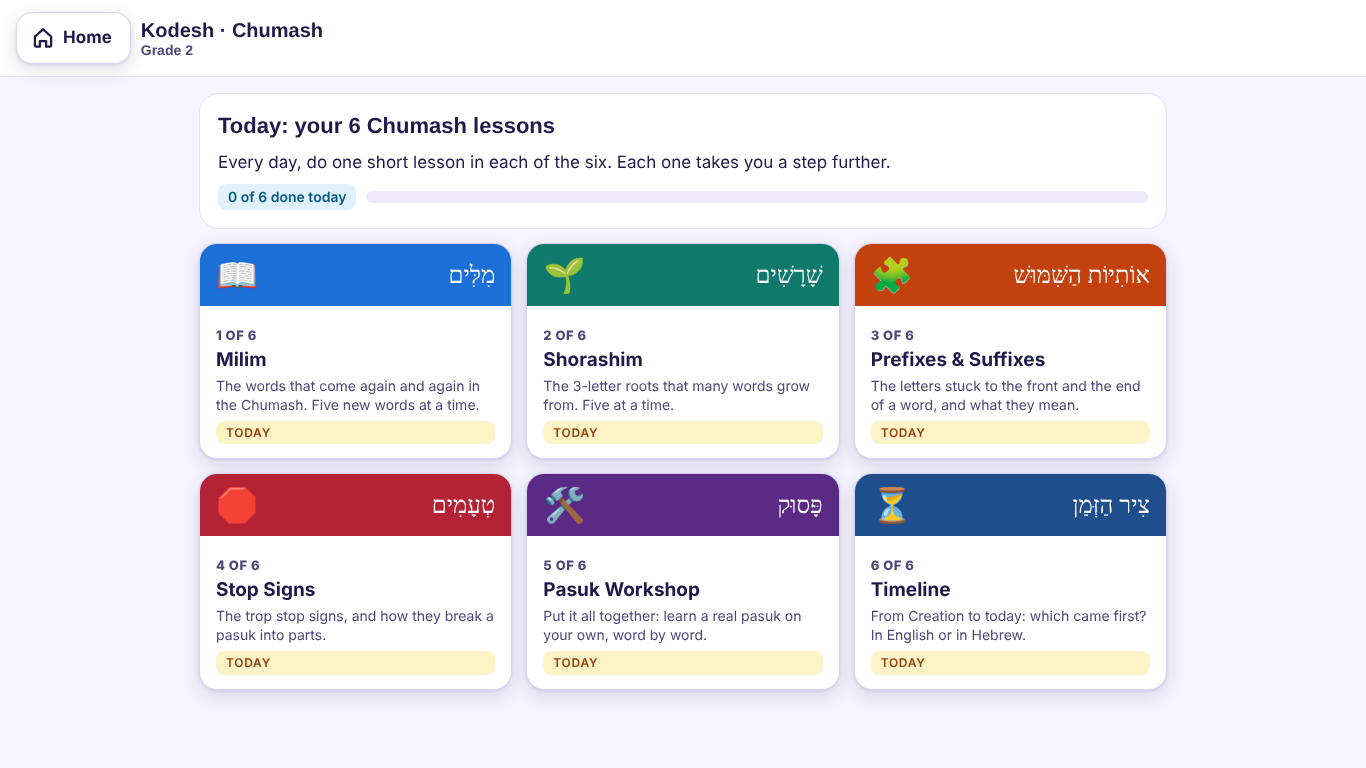 Home
Kodesh · Chumash
Grade 2
Today: your 6 Chumash lessons
Every day, do one short lesson in each of the six. Each one takes you a step further.
0 of 6 done today
מִלִּים
1 OF 6
Milim
The words that come again and again in
the Chumash. Five new words at a time.
TODAY
שָׁרָשִׁים
2 OF 6
Shorashim
The 3-letter roots that many words grow
from. Five at a time.
TODAY
אוֹתִיּוֹת הַשִּׁמּוּשׁ
3 OF 6
Prefixes & Suffixes
The letters stuck to the front and the end
of a word, and what they mean.
TODAY
טְעָמִים
4 OF 6
Stop Signs
The trop stop signs, and how they break a
pasuk into parts.
TODAY
פָּסוּק
5 OF 6
Pasuk Workshop
Put it all together: learn a real pasuk on
your own, word by word.
TODAY
צִיר הַזְּמַן
6 OF 6
Timeline
From Creation to today: which came first?
In English or in Hebrew.
TODAY